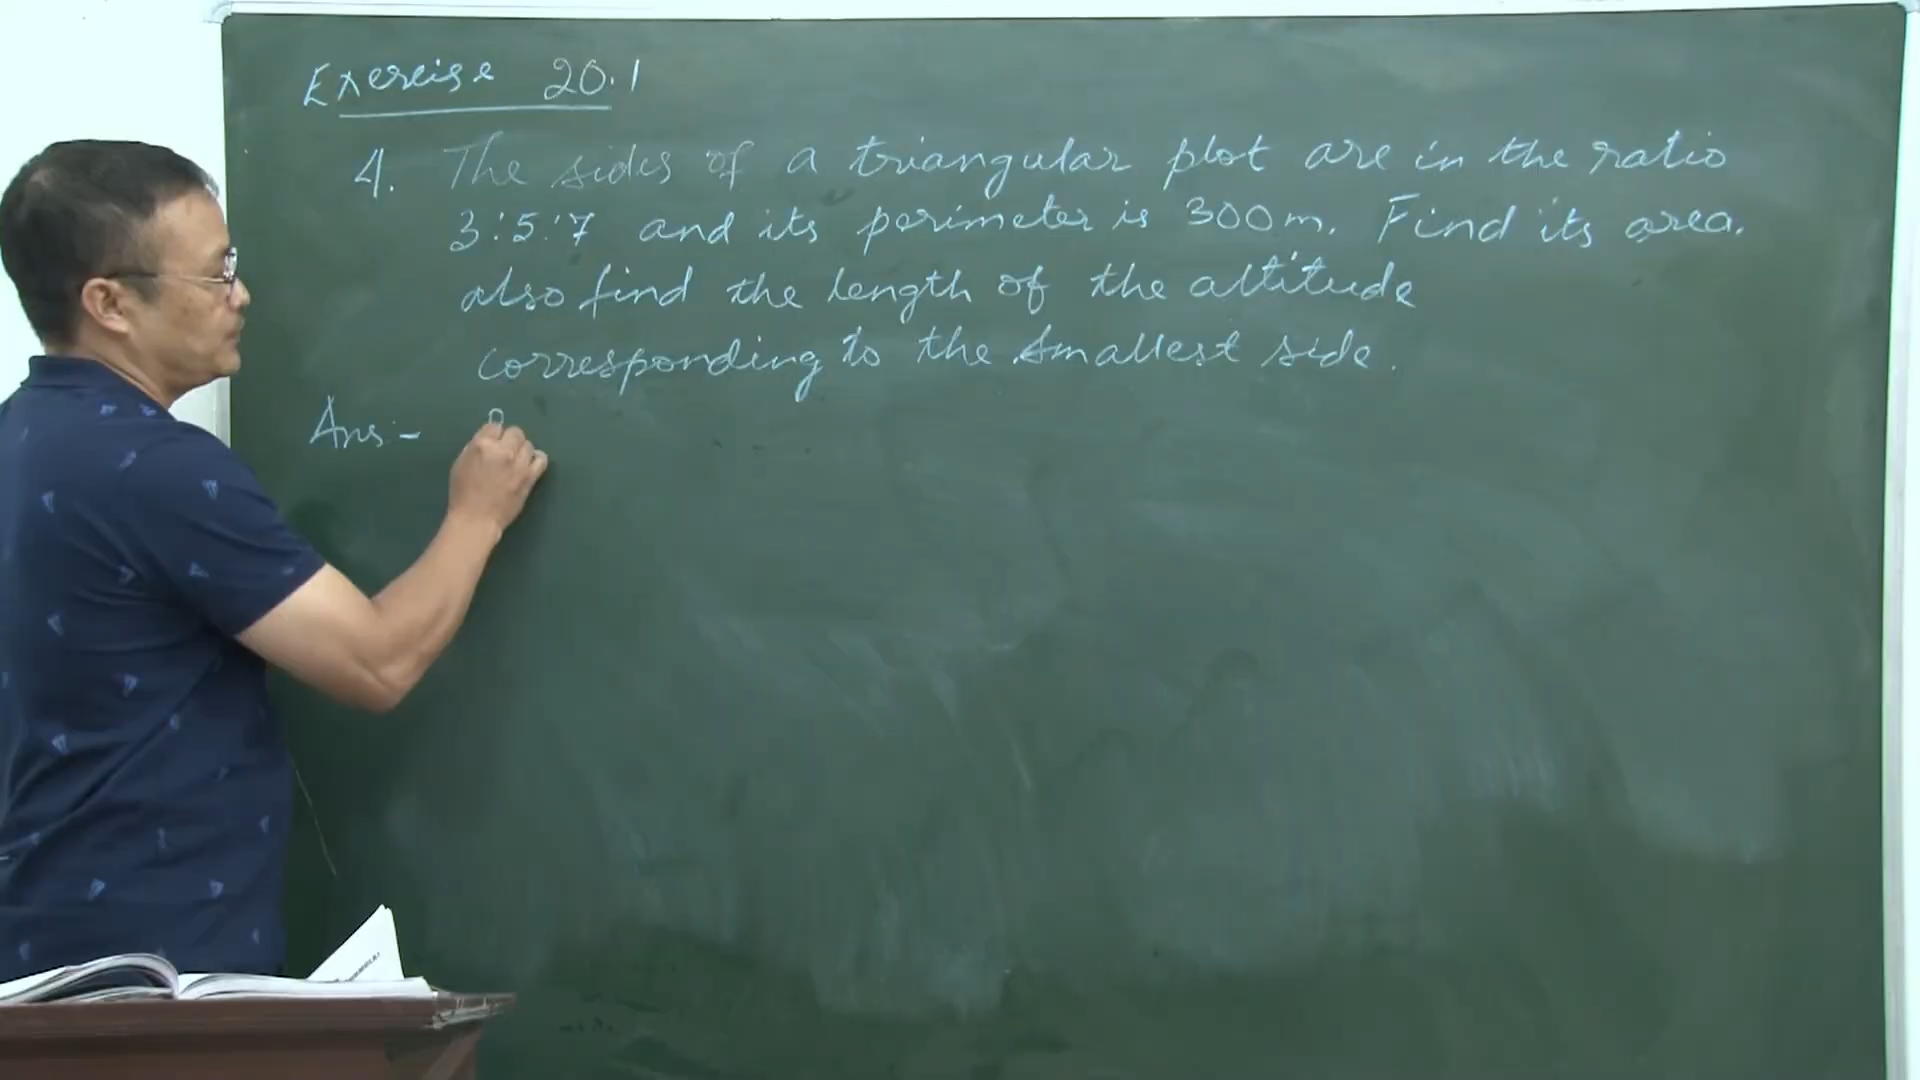 Exercise 20.1
4. The sides of a triangular plot are in the ratio
3:5:7 and its perimeter is 300m. Find its area.
also find the length of the altitude
corresponding to the smallest side.
Ans:-